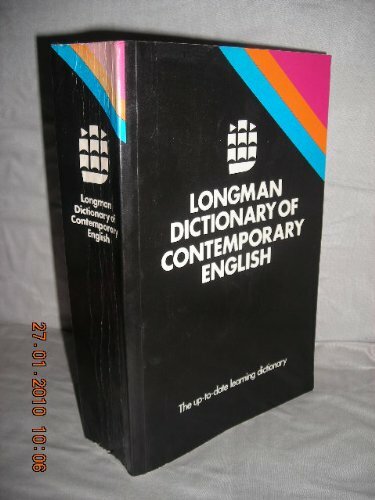 Longman
Dictionary of
Contemporary
English
LONGMAN
DICTIONARY OF
CONTEMPORARY
ENGLISH
The up-to-date learning dictionary
27.01.2010 10:06